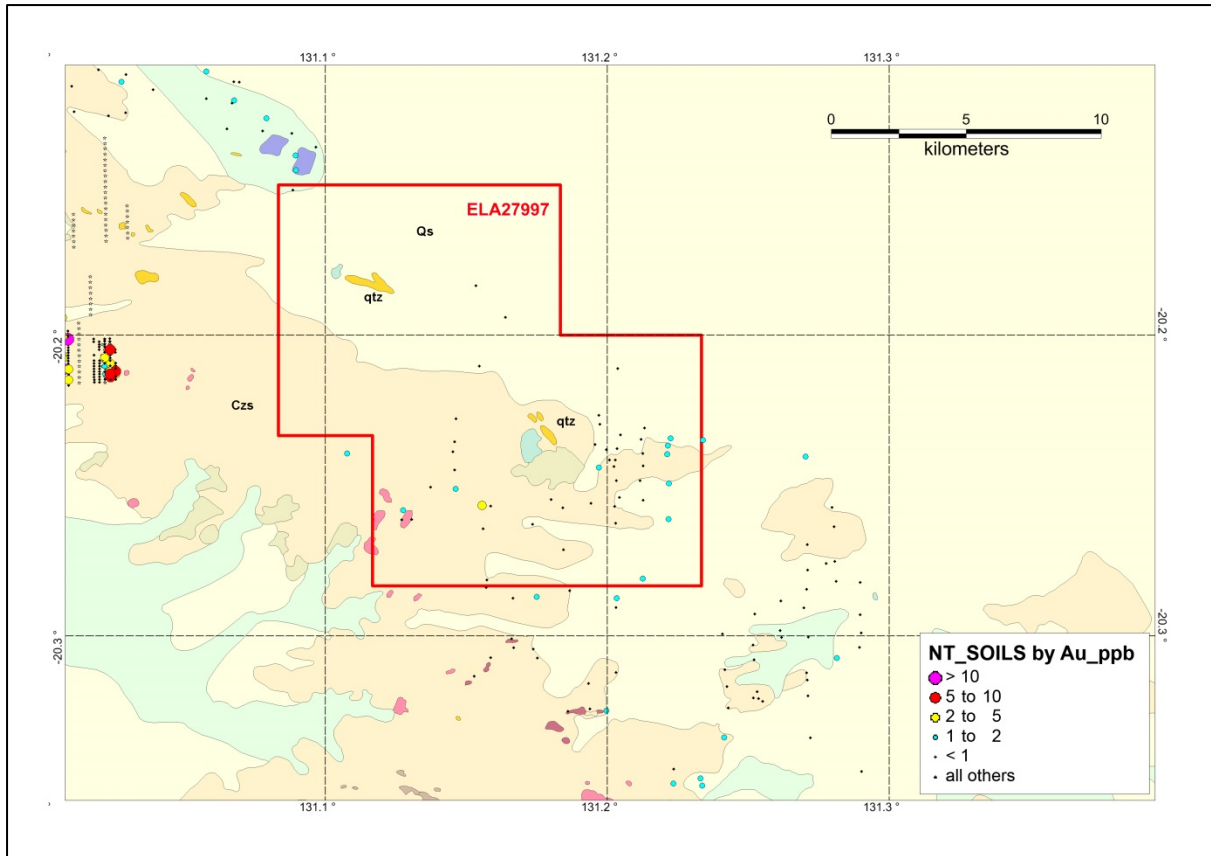 131.1 °
131.2 °
131.3 °
0
5
10
kilometers
ELA27997
Qs
qtz
-20.2 °
-20.2 °
Czs
qtz
-20.3 °
-20.3 °
NT_SOILS by Au_ppb
> 10
5 to 10
2 to 5
1 to 2
< 1
all others
131.1 °
131.2 °
131.3 °